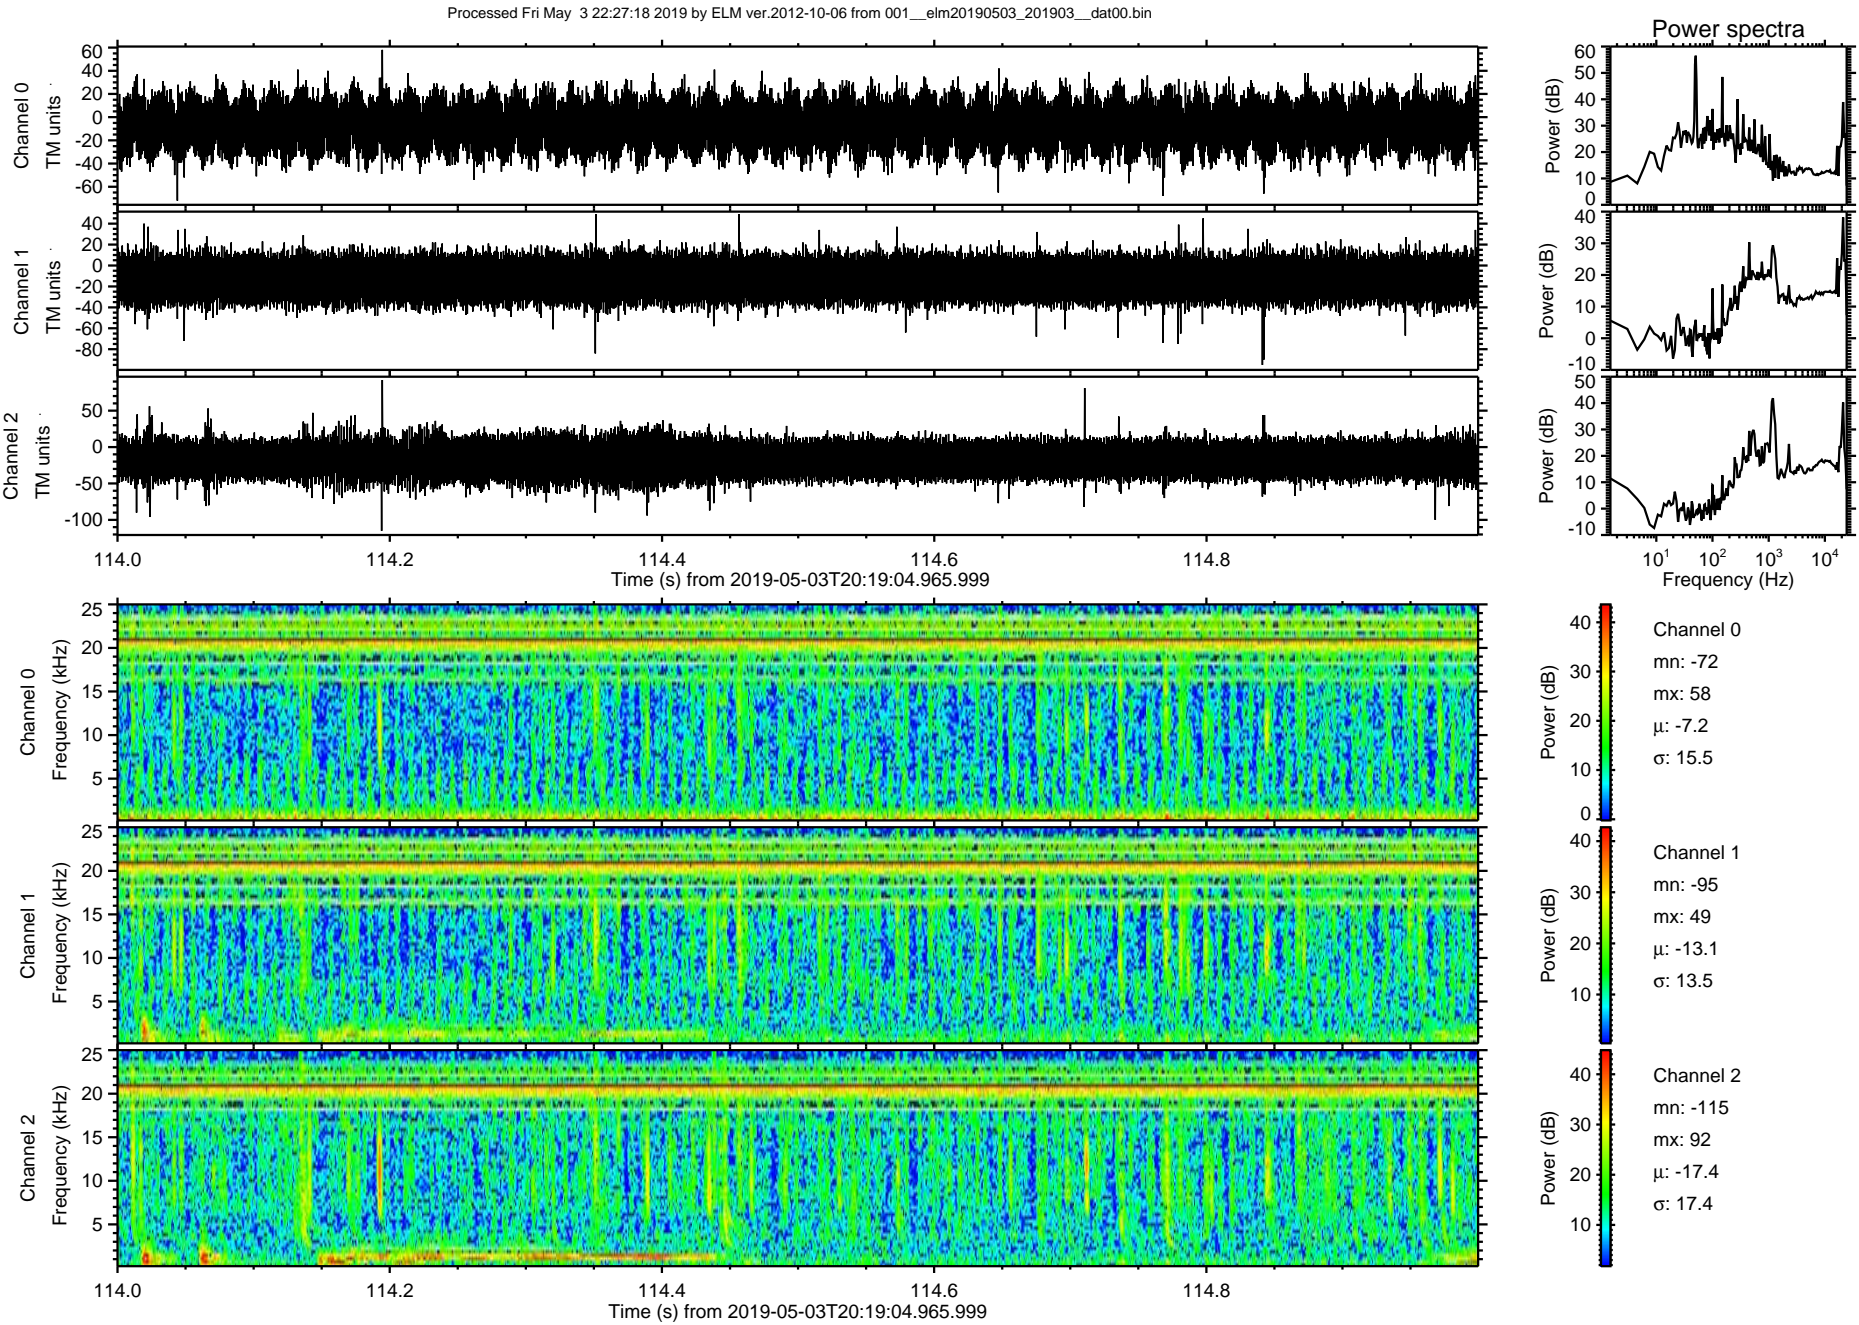 Processed Fri May  3 22:27:18 2019 by ELM ver.2012-10-06 from 001__elm20190503_201903__dat00.bin
Power spectra
Channel 0
TM units
60
40
20
0
-20
-40
-60
Power (dB)
60
50
40
30
20
10
0
Channel 1
TM units
40
20
0
-20
-40
-60
-80
Power (dB)
40
30
20
10
0
-10
Channel 2
TM units
50
0
-50
-100
Power (dB)
50
40
30
20
10
0
-10
114.0 114.2 114.4 114.6 114.8
Time (s) from 2019-05-03T20:19:04.965.999
10¹ 10² 10³ 10⁴
Frequency (Hz)
Channel 0
Frequency (kHz)
25
20
15
10
5
Power (dB)
40
30
20
10
0
Channel 0
mn: -72
mx: 58
μ: -7.2
σ: 15.5
Channel 1
Frequency (kHz)
25
20
15
10
5
Power (dB)
40
30
20
10
Channel 1
mn: -95
mx: 49
μ: -13.1
σ: 13.5
Channel 2
Frequency (kHz)
25
20
15
10
5
Power (dB)
40
30
20
10
Channel 2
mn: -115
mx: 92
μ: -17.4
σ: 17.4
114.0 114.2 114.4 114.6 114.8
Time (s) from 2019-05-03T20:19:04.965.999